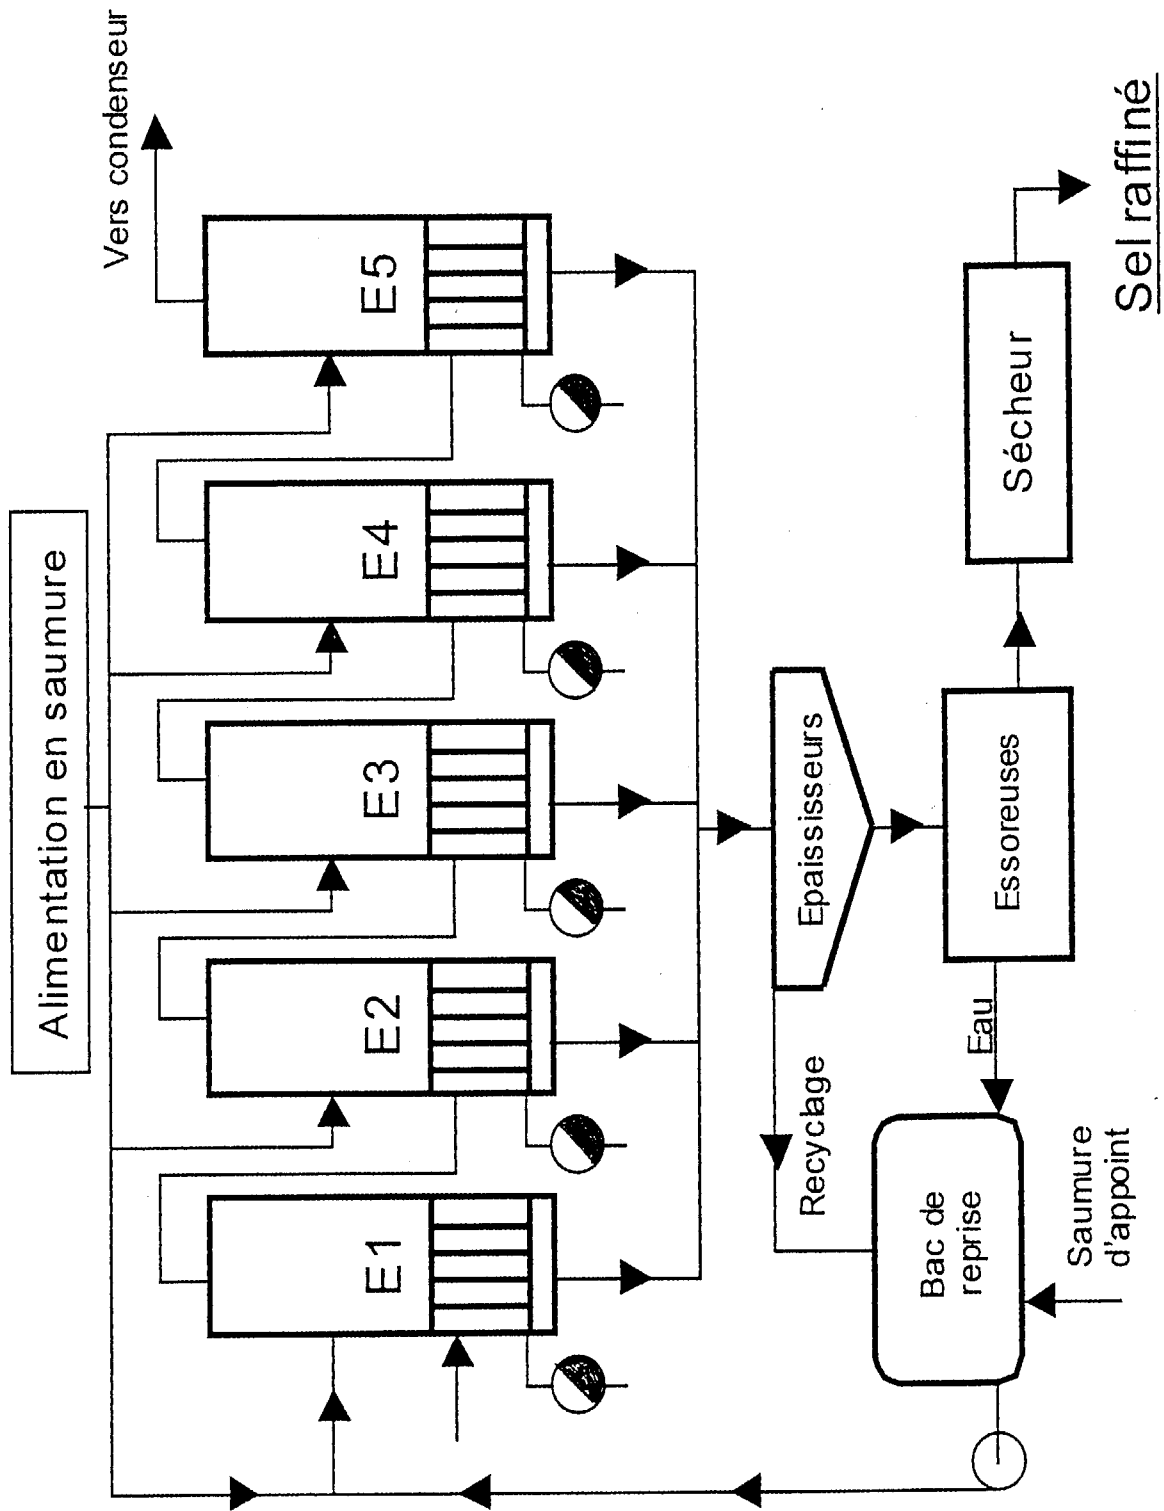 Alimentation en saumure
Vers condenseur
E1
E2
E3
E4
E5
Epaississeurs
Recyclage
Essoreuses
Eau
Sécheur
Bac de
reprise
Saumure
d'appoint
Sel raffiné